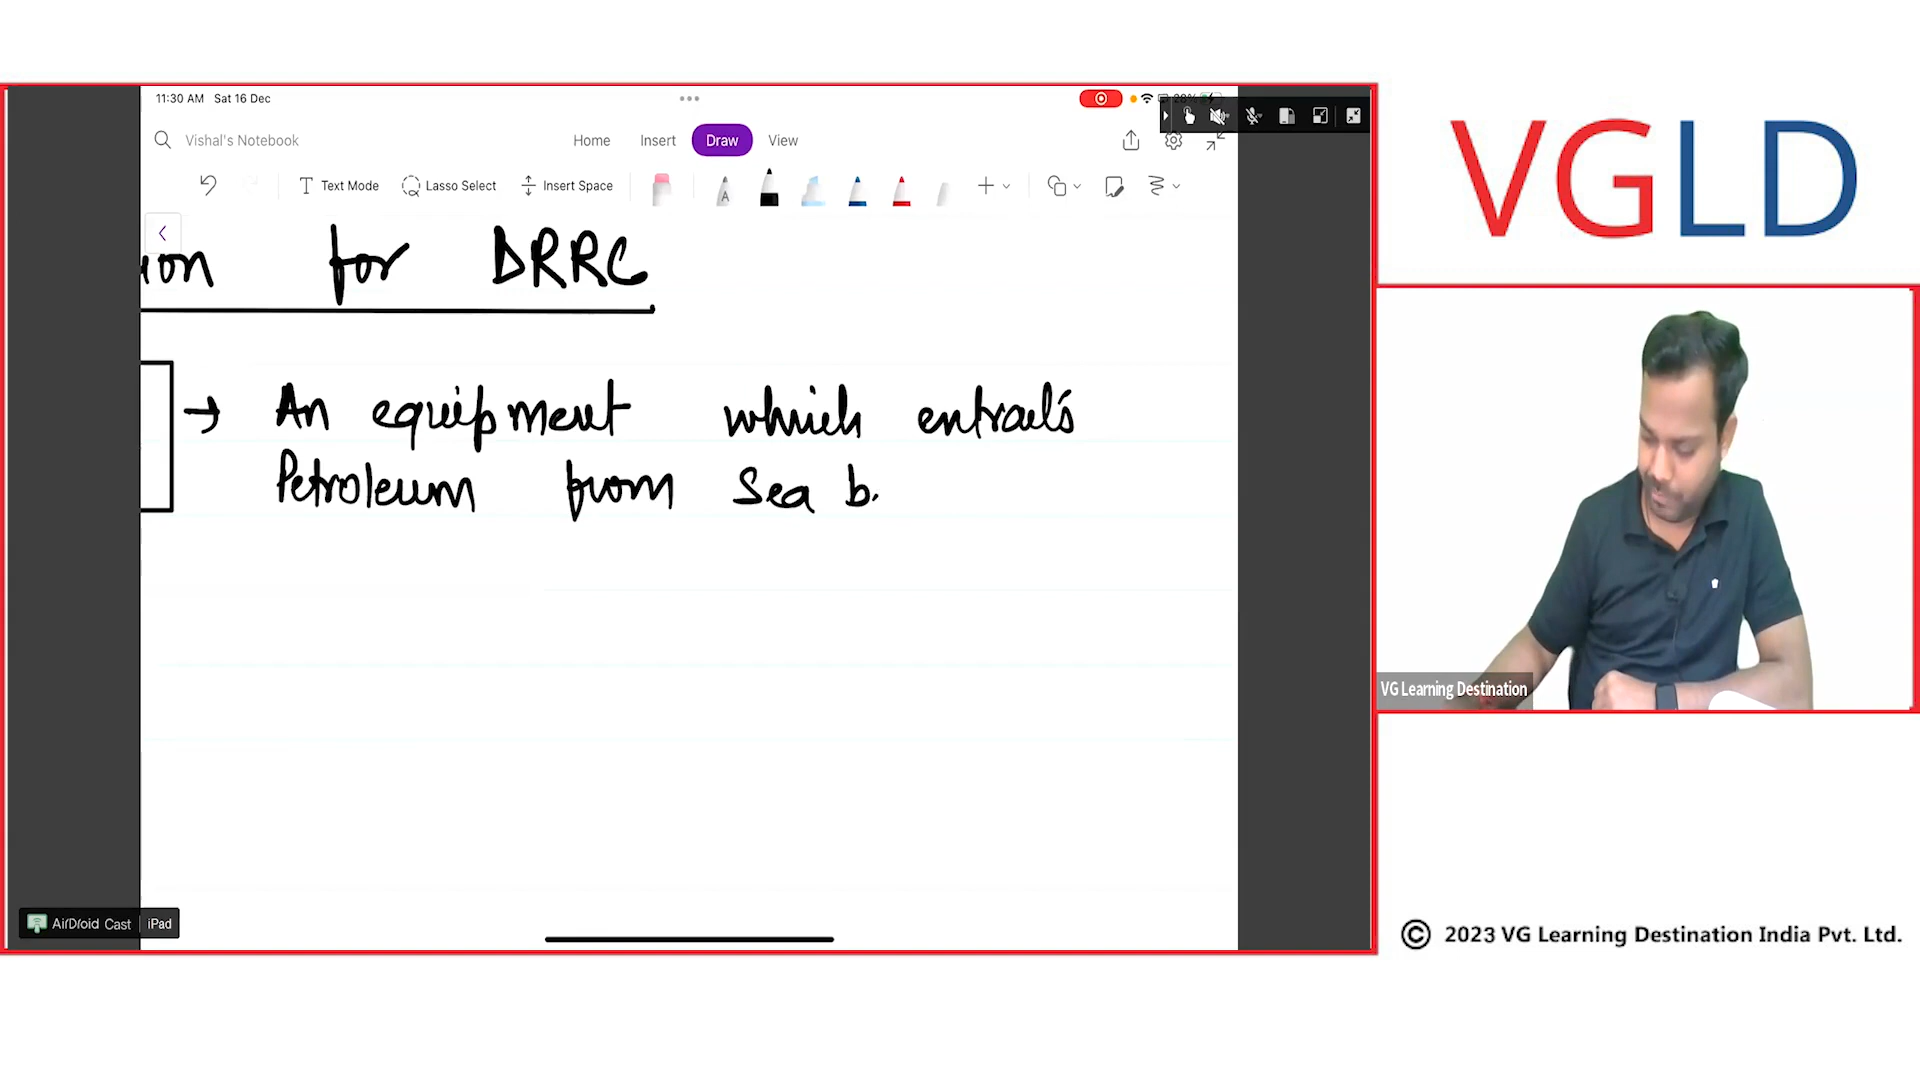 11:30 AM Sat 16 Dec
28%
Vishal's Notebook
Home Insert Draw View
Text Mode Lasso Select Insert Space
ion for DRRC
→ An equipment which entrails
Petroleum from Sea b.
AirDroid Cast iPad
VGLD
VG Learning Destination
© 2023 VG Learning Destination India Pvt. Ltd.